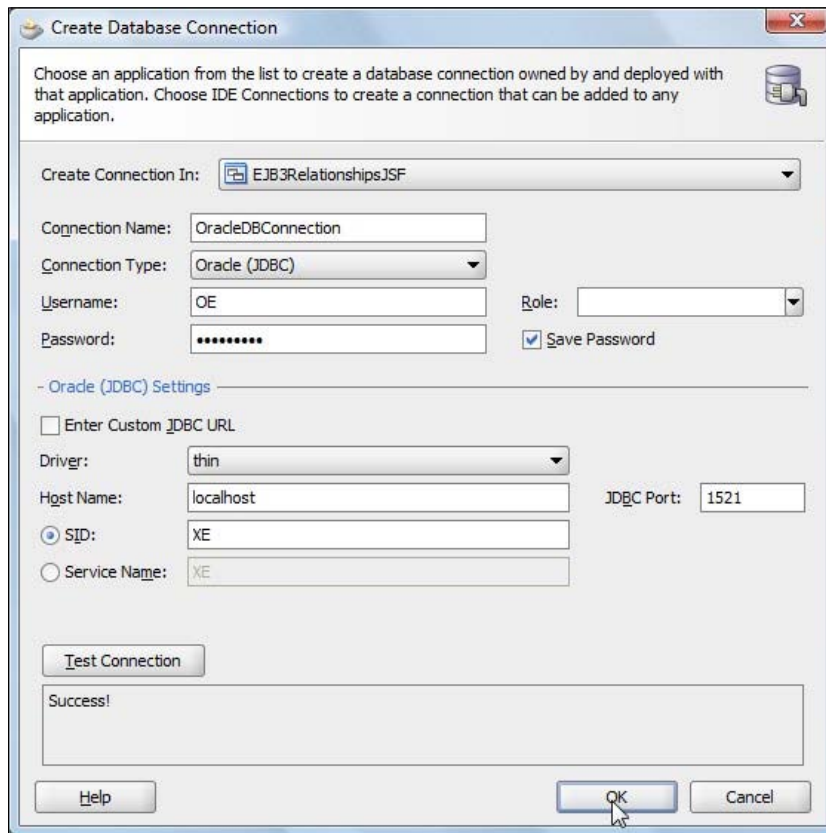 Create Database Connection
Choose an application from the list to create a database connection owned by and deployed with
that application. Choose IDE Connections to create a connection that can be added to any
application.
Create Connection In: EJB3RelationshipsJSF
Connection Name: OracleDBConnection
Connection Type: Oracle (JDBC)
Username: OE Role:
Password: ••••••••• Save Password
Oracle (JDBC) Settings
Enter Custom JDBC URL
Driver: thin
Host Name: localhost JDBC Port: 1521
SID: XE
Service Name: XE
Test Connection
Success!
Help OK Cancel